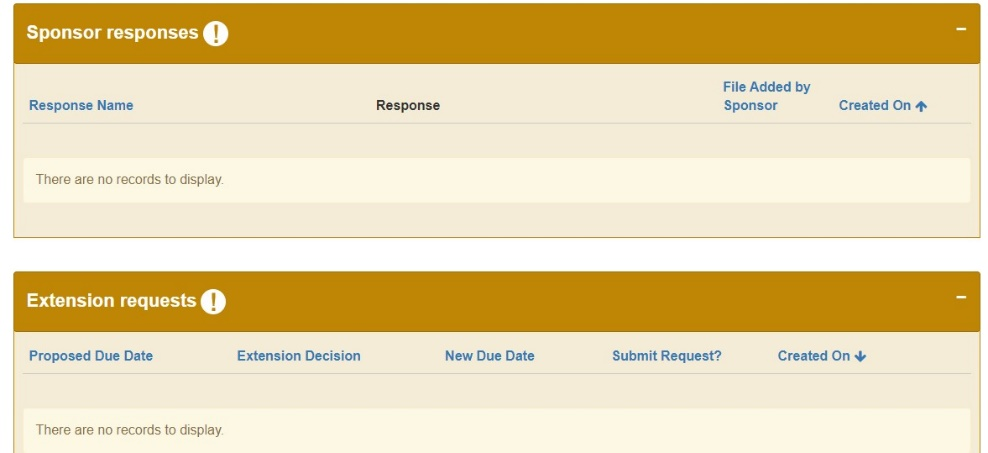 Sponsor responses !
Response Name Response File Added by Sponsor Created On
There are no records to display.
Extension requests !
Proposed Due Date Extension Decision New Due Date Submit Request? Created On
There are no records to display.